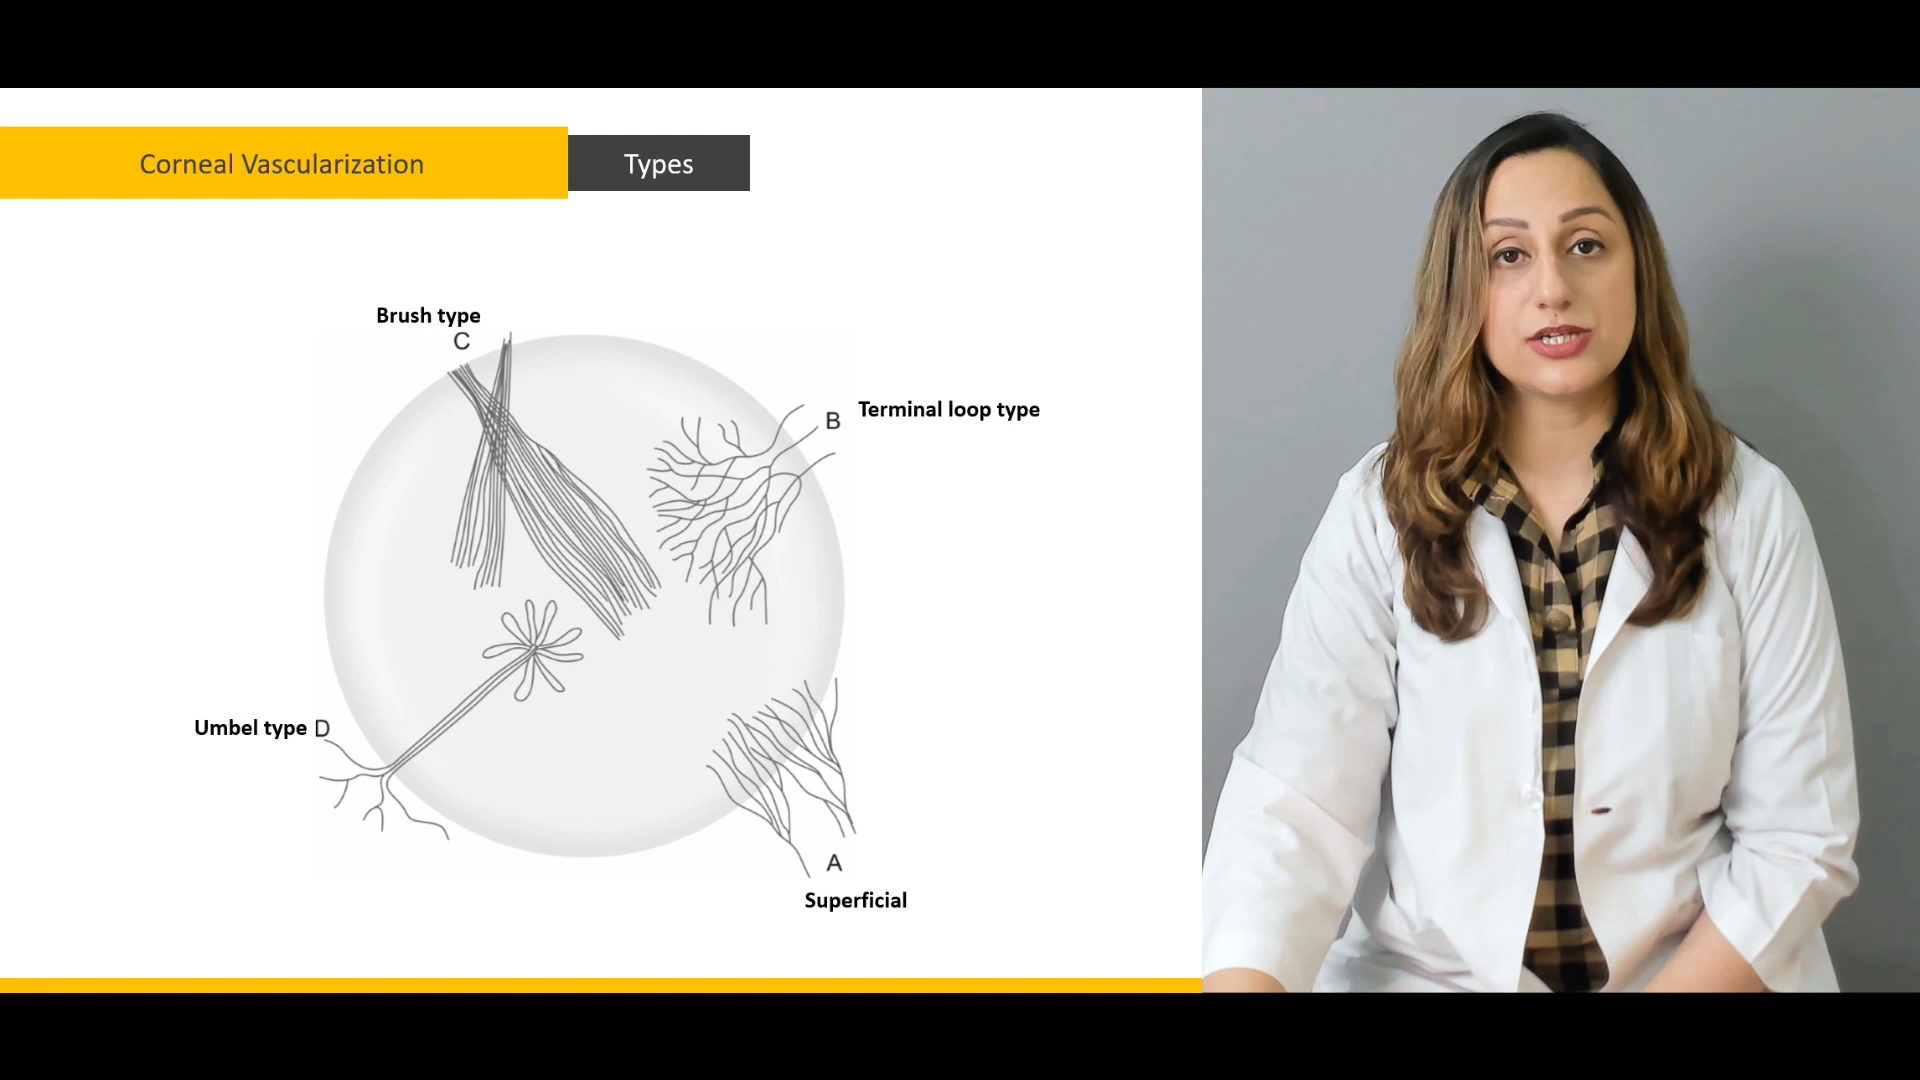 Corneal Vascularization
Types
Brush type
C
B
Terminal loop type
Umbel type D
A
Superficial